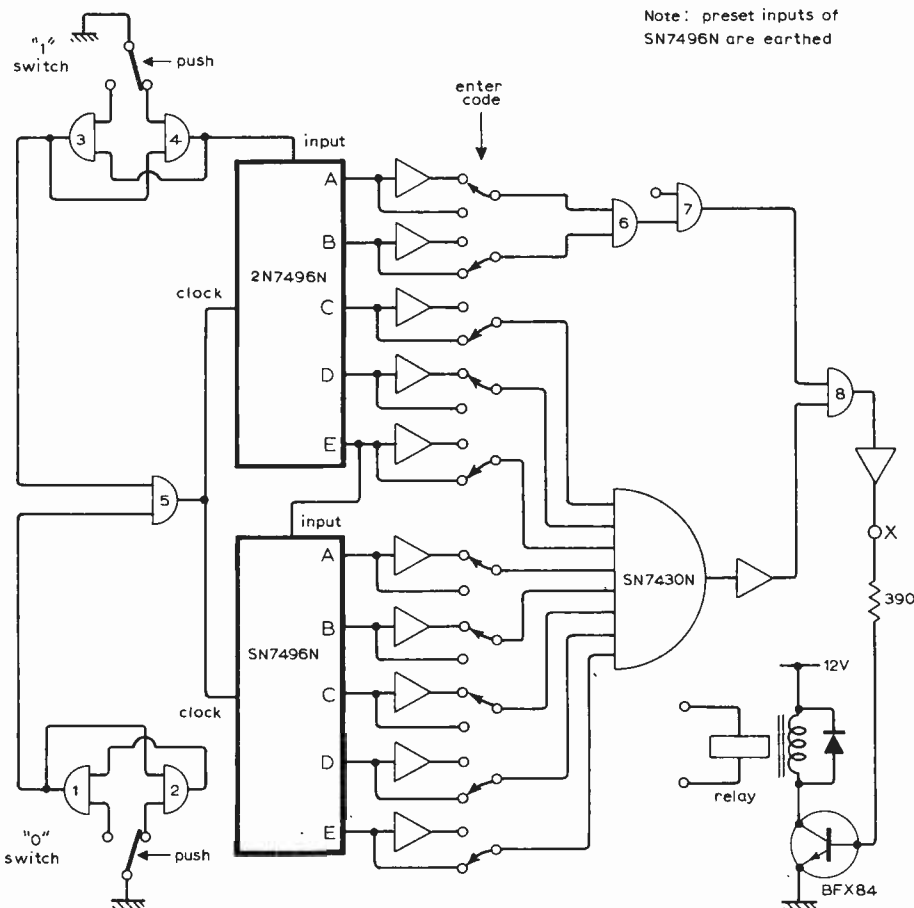 Note: preset inputs of
SN7496N are earthed
"1"
switch
push
enter
code
3
4
input
A
B
2N7496N
C
clock
D
E
6
7
8
5
input
X
A
SN7430N
390
B
SN7496N
12V
C
clock
D
relay
1
2
E
"0"
switch
push
BFX84